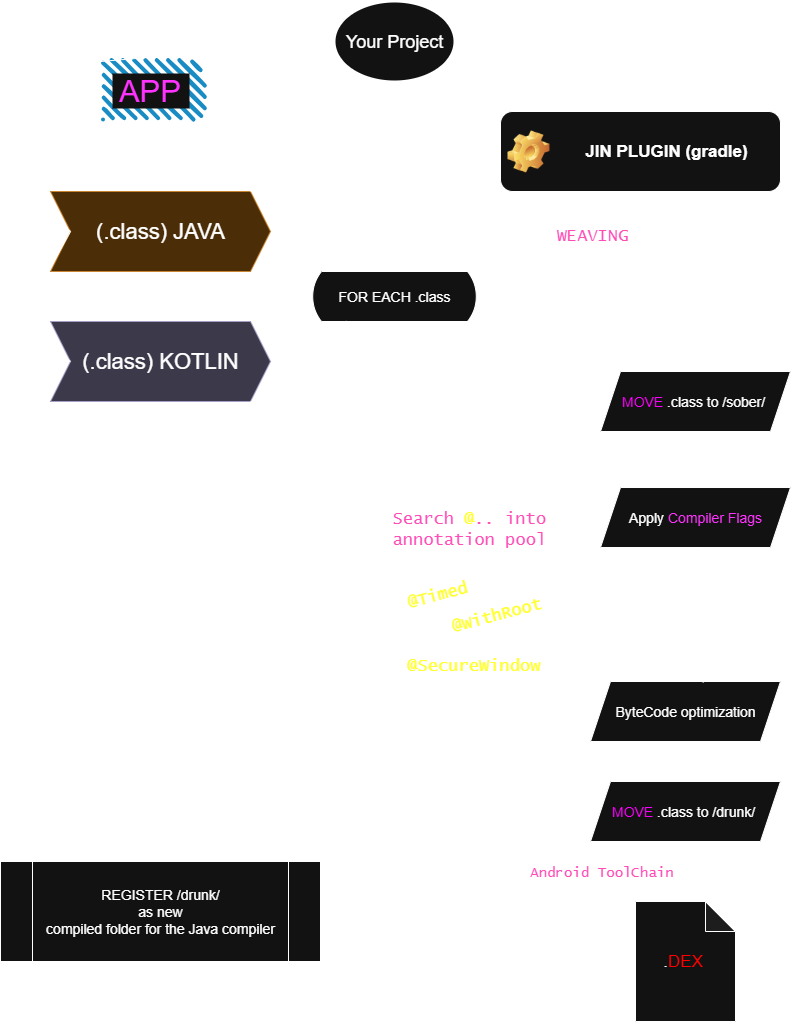 Your Project
APP
JIN PLUGIN (gradle)
(.class) JAVA
WEAVING
FOR EACH .class
(.class) KOTLIN
MOVE .class to /sober/
Search @.. into
annotation pool
Apply Compiler Flags
@Timed
@withRoot
@SecureWindow
ByteCode optimization
MOVE .class to /drunk/
Android ToolChain
REGISTER /drunk/
as new
compiled folder for the Java compiler
.DEX